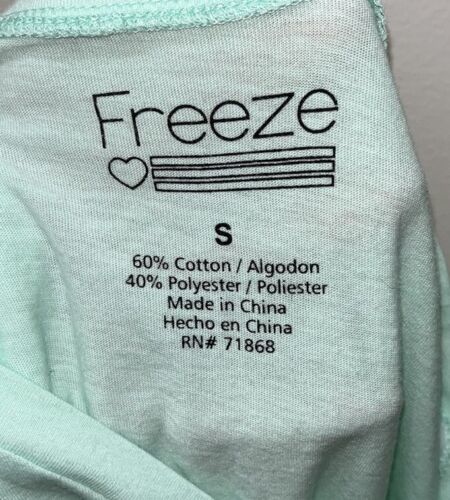 Freeze
S
60% Cotton / Algodon
40% Polyester / Poliester
Made in China
Hecho en China
RN# 71868